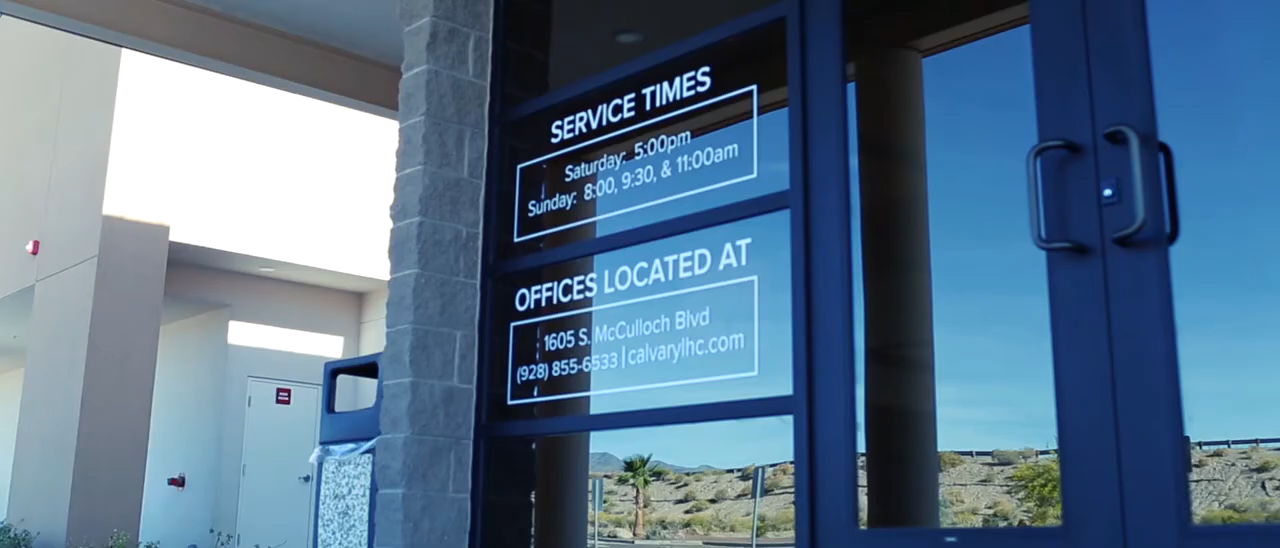 SERVICE TIMES
Saturday: 5:00pm
Sunday: 8:00, 9:30, & 11:00am
OFFICES LOCATED AT
1605 S. McCulloch Blvd
(928) 855-6533 | calvarylhc.com